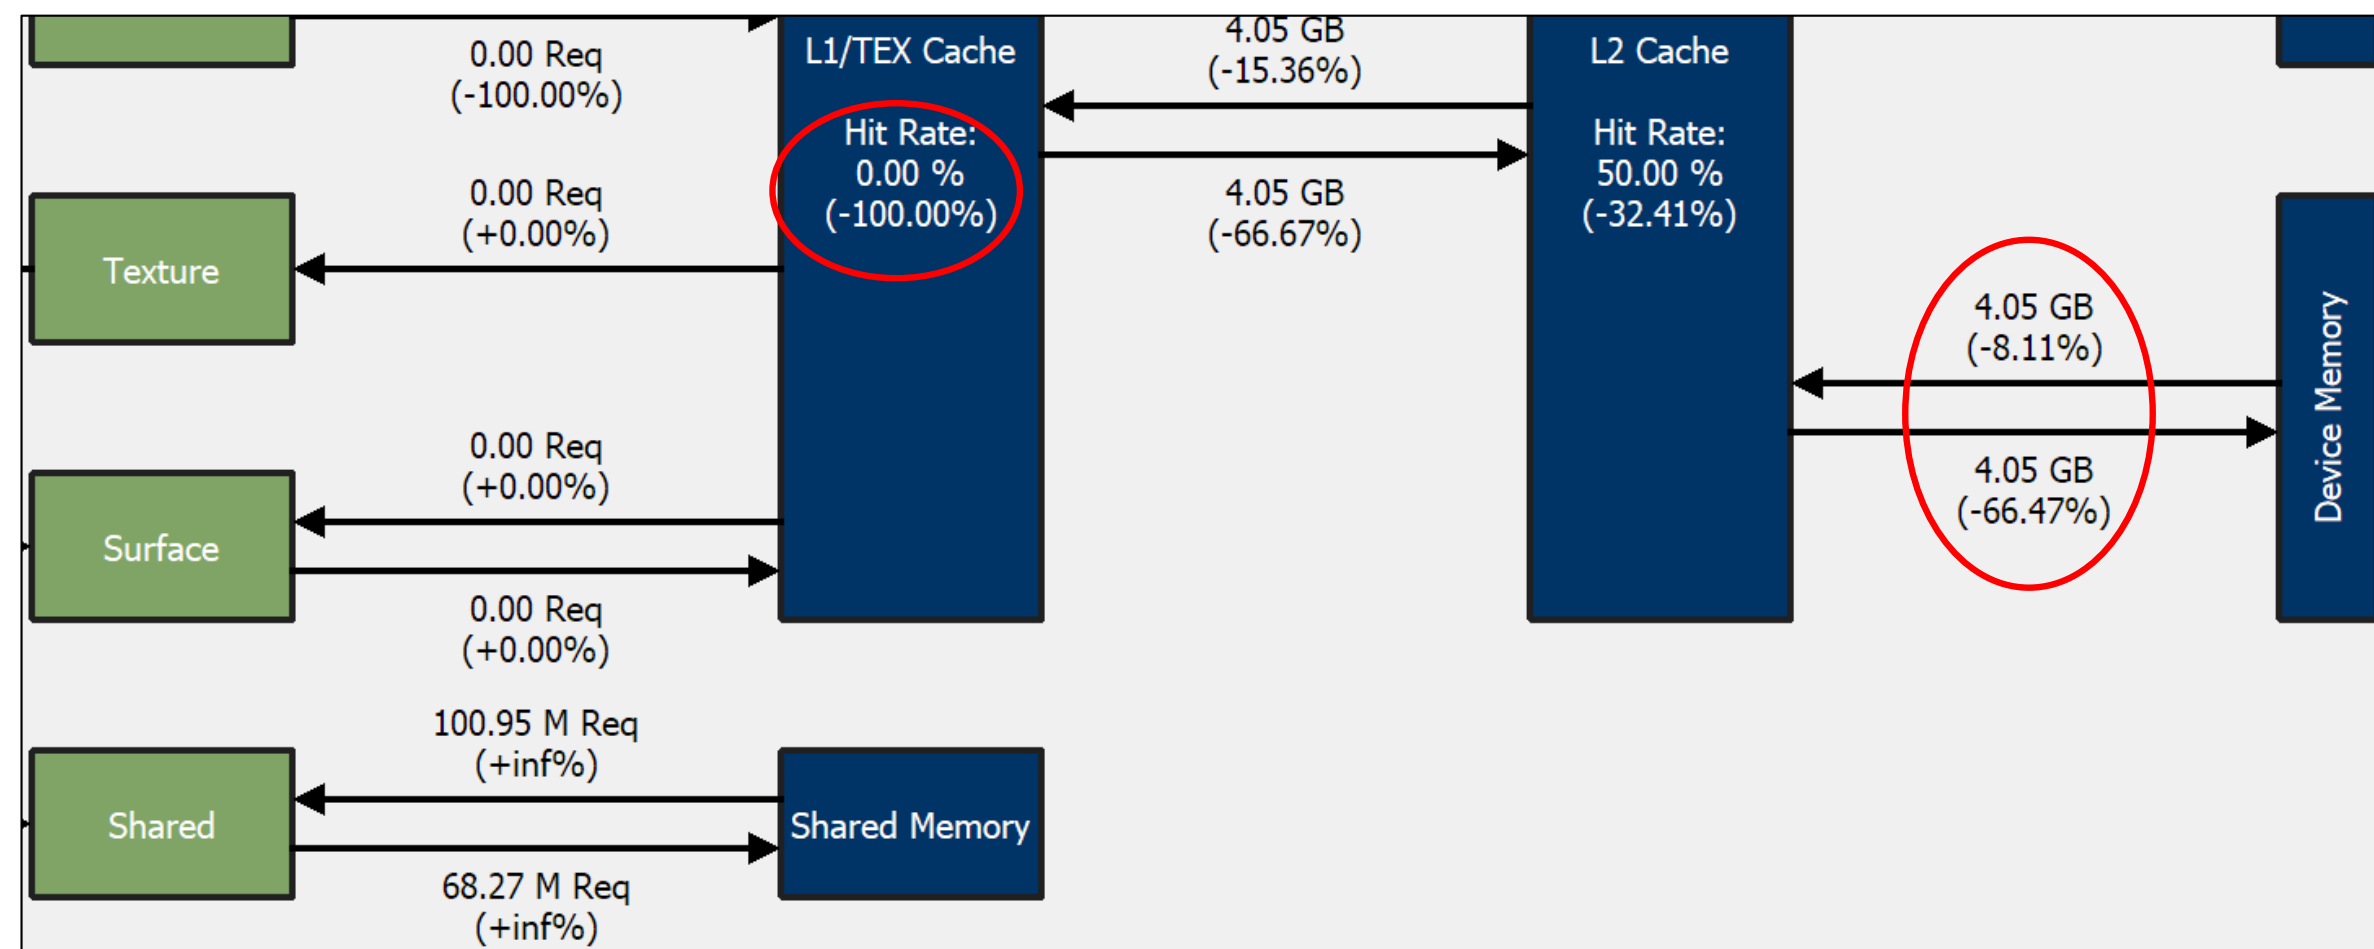 4.05 GB
(-15.36%)
0.00 Req
(-100.00%)
L1/TEX Cache
Hit Rate:
0.00 %
(-100.00%)
L2 Cache
Hit Rate:
50.00 %
(-32.41%)
0.00 Req
(+0.00%)
4.05 GB
(-66.67%)
Texture
4.05 GB
(-8.11%)
Device Memory
0.00 Req
(+0.00%)
4.05 GB
(-66.47%)
Surface
0.00 Req
(+0.00%)
100.95 M Req
(+inf%)
Shared
Shared Memory
68.27 M Req
(+inf%)